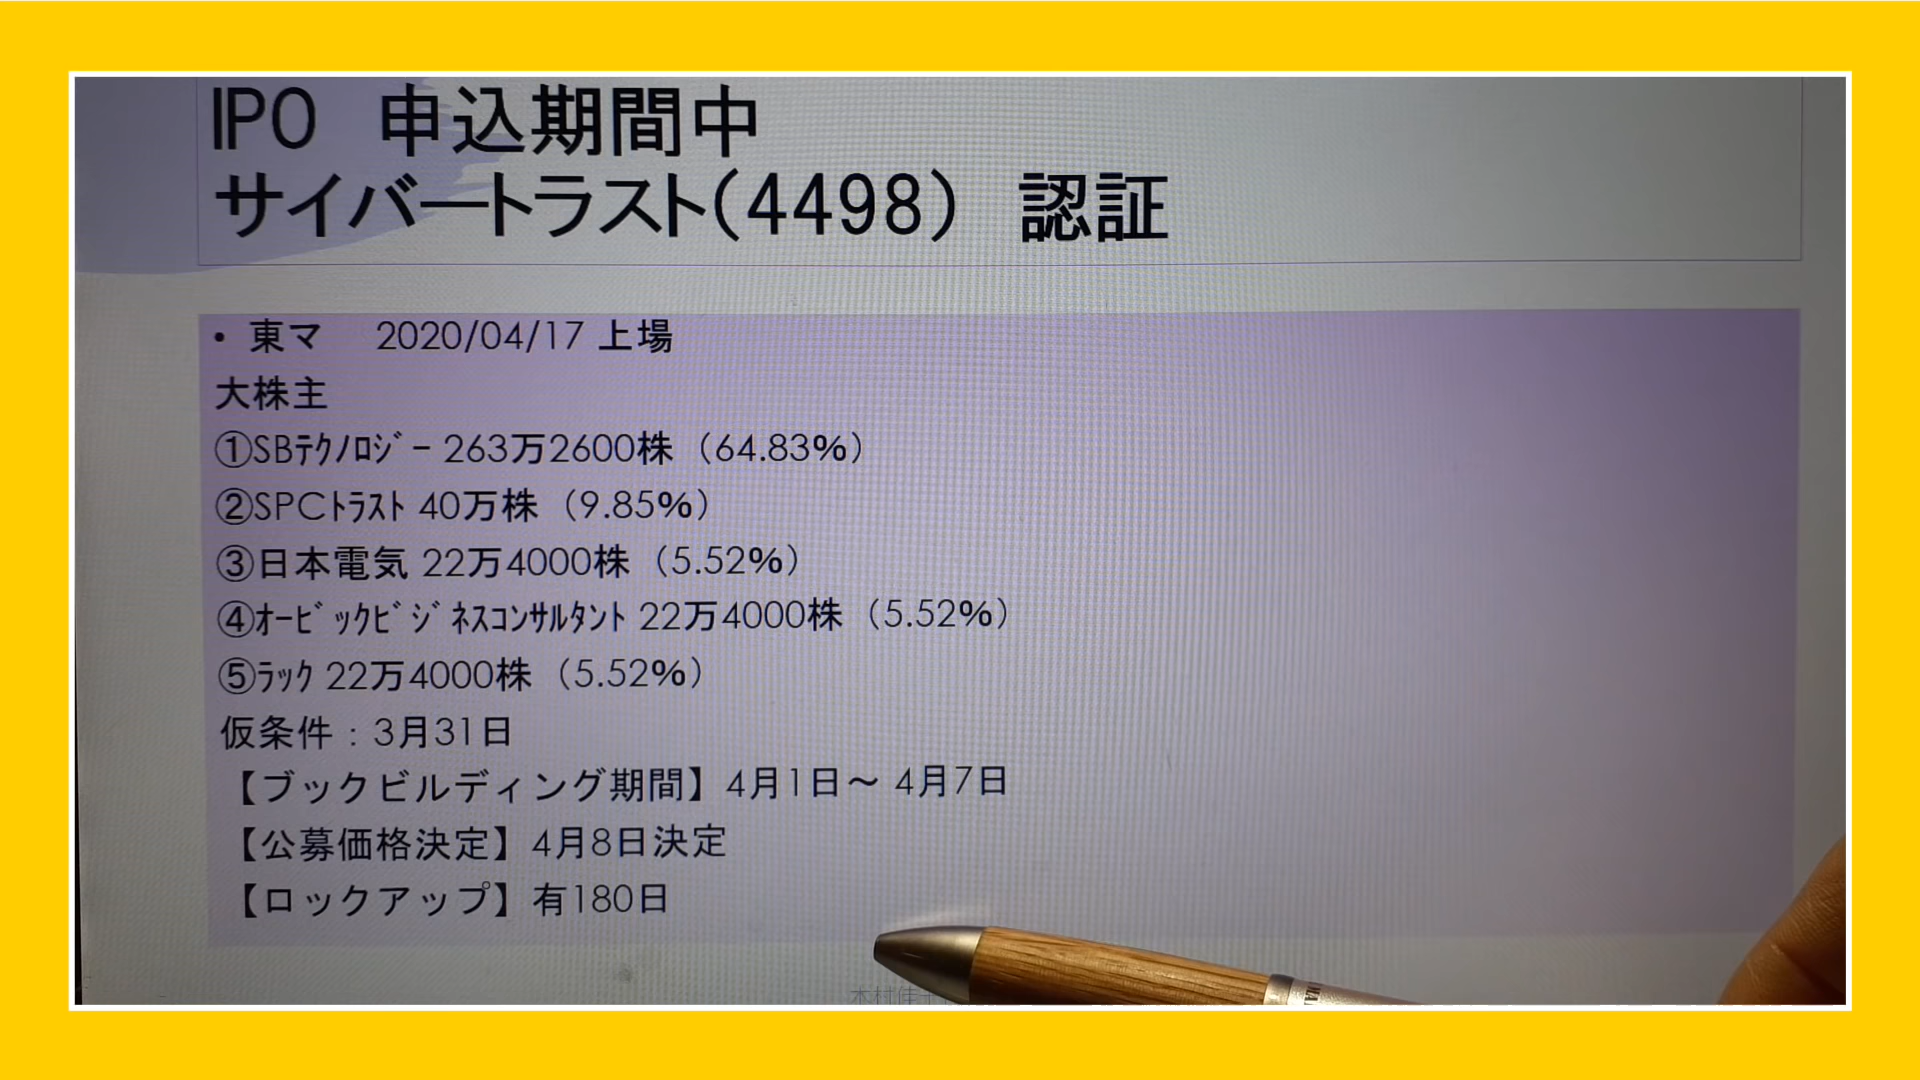 IPO 申込期間中
サイバートラスト(4498) 認証
• 東マ 2020/04/17 上場
大株主
①SBﾃｸﾉﾛｼﾞｰ 263万2600株（64.83%）
②SPCﾄﾗｽﾄ 40万株（9.85%）
③日本電気 22万4000株（5.52%）
④ｵｰﾋﾞｯｸﾋﾞｼﾞﾈｽｺﾝｻﾙﾀﾝﾄ 22万4000株（5.52%）
⑤ﾗｯｸ 22万4000株（5.52%）
仮条件：3月31日
【ブックビルディング期間】4月1日～ 4月7日
【公募価格決定】4月8日決定
【ロックアップ】有180日